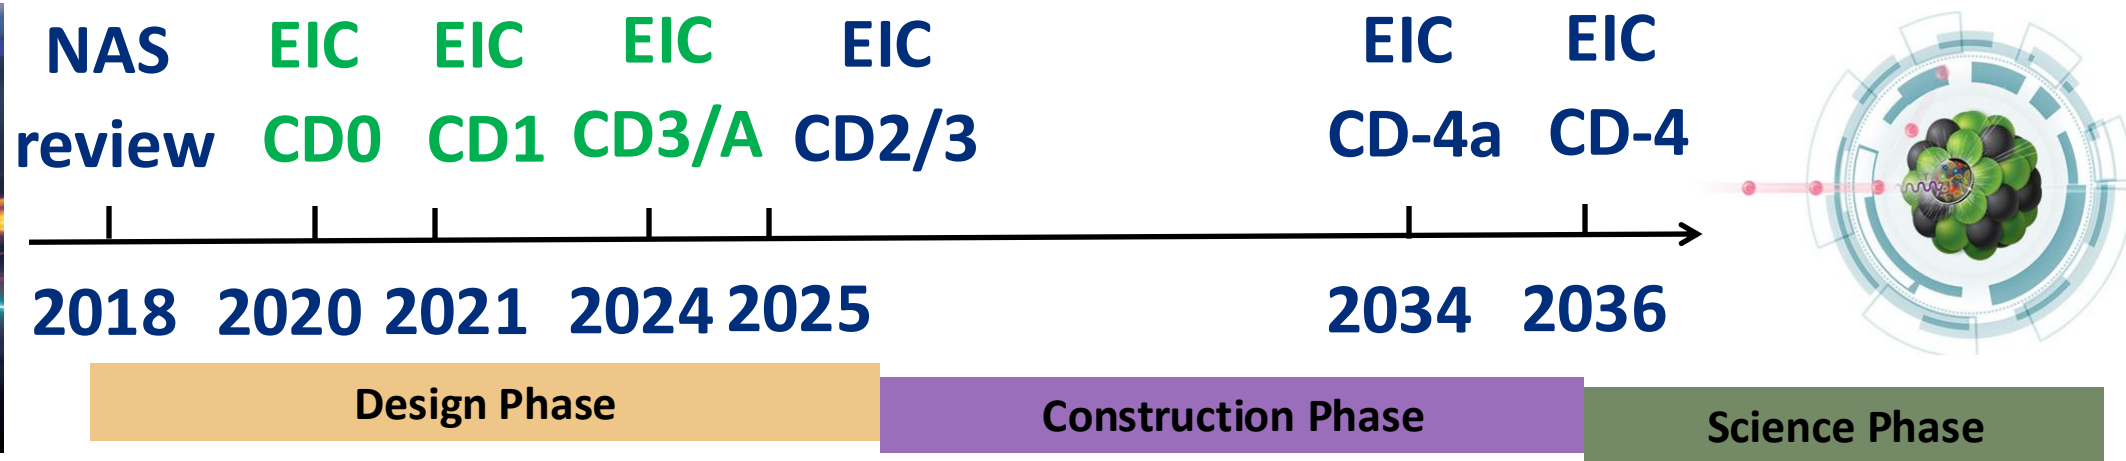 NAS
review
EIC
CD0
EIC
CD1
EIC
CD3/A
EIC
CD2/3
EIC
CD-4a
EIC
CD-4
2018
2020
2021
2024
2025
2034
2036
Design Phase
Construction Phase
Science Phase